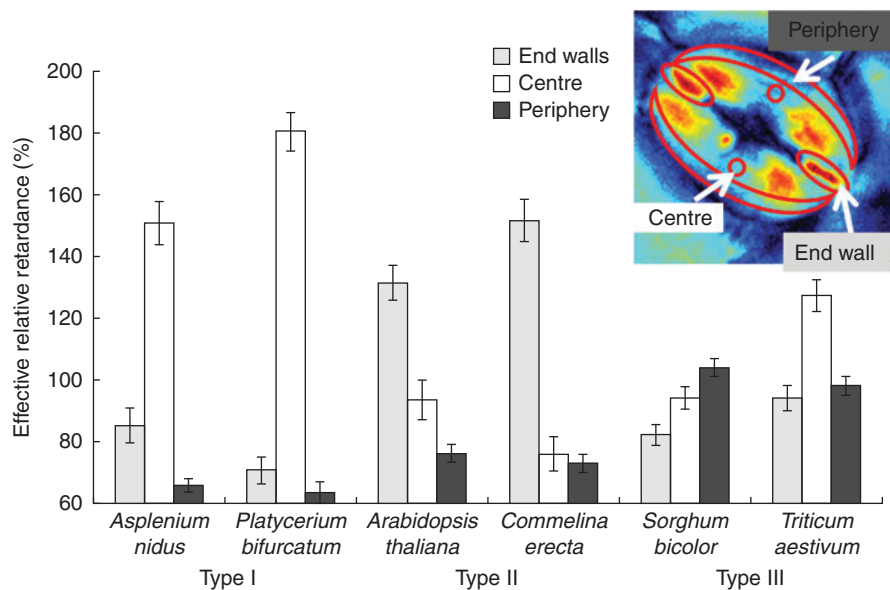 Effective relative retardance (%)
200
180
160
140
120
100
80
60
End walls
Centre
Periphery
Periphery
Centre
End wall
Asplenium
nidus
Platycerium
bifurcatum
Arabidopsis
thaliana
Commelina
erecta
Sorghum
bicolor
Triticum
aestivum
Type I
Type II
Type III